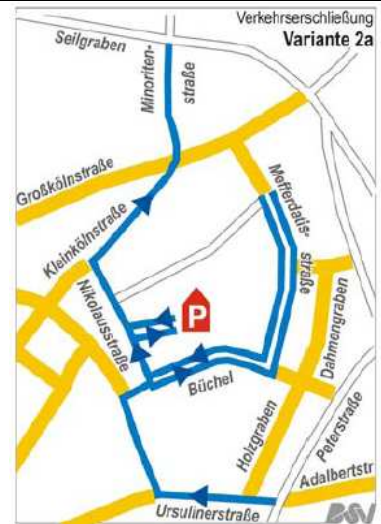 Verkehrserschließung
Variante 2a
Seilgraben
Minoriten-
straße
Großkölnstraße
Kleinkölnstraße
Mefferdatis-
straße
Nikolausstraße
P
Dahmengraben
Büchel
Holzgraben
Peterstraße
Adalbertstr
Ursulinerstraße
BSV